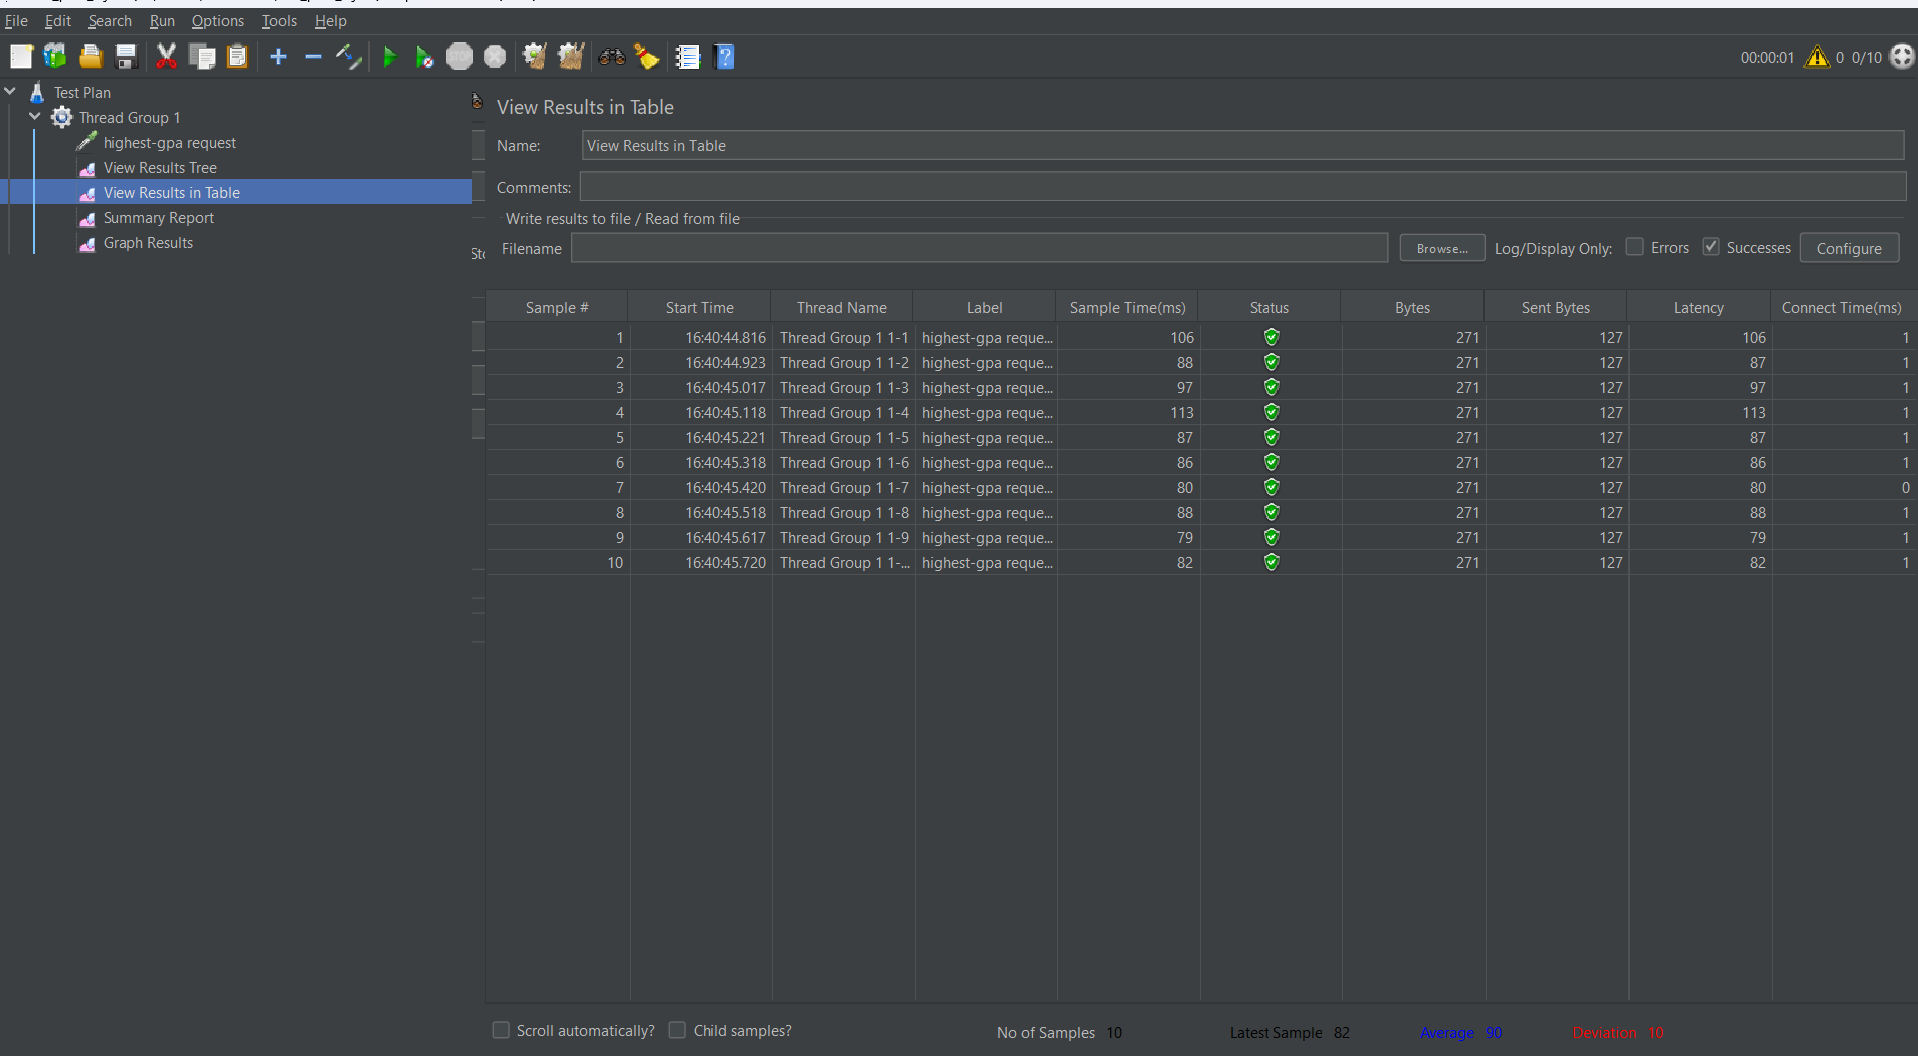 File Edit Search Run Options Tools Help
00:00:01 0 0/10
Test Plan
Thread Group 1
highest-gpa request
View Results Tree
View Results in Table
Summary Report
Graph Results
View Results in Table
Name: View Results in Table
Comments:
Write results to file / Read from file
Filename Browse... Log/Display Only: Errors Successes Configure
Sample # Start Time Thread Name Label Sample Time(ms) Status Bytes Sent Bytes Latency Connect Time(ms)
1 16:40:44.816 Thread Group 1 1-1 highest-gpa reque... 106 271 127 106 1
2 16:40:44.923 Thread Group 1 1-2 highest-gpa reque... 88 271 127 87 1
3 16:40:45.017 Thread Group 1 1-3 highest-gpa reque... 97 271 127 97 1
4 16:40:45.118 Thread Group 1 1-4 highest-gpa reque... 113 271 127 113 1
5 16:40:45.221 Thread Group 1 1-5 highest-gpa reque... 87 271 127 87 1
6 16:40:45.318 Thread Group 1 1-6 highest-gpa reque... 86 271 127 86 1
7 16:40:45.420 Thread Group 1 1-7 highest-gpa reque... 80 271 127 80 0
8 16:40:45.518 Thread Group 1 1-8 highest-gpa reque... 88 271 127 88 1
9 16:40:45.617 Thread Group 1 1-9 highest-gpa reque... 79 271 127 79 1
10 16:40:45.720 Thread Group 1 1-... highest-gpa reque... 82 271 127 82 1
Scroll automatically? Child samples? No of Samples 10 Latest Sample 82 Average 90 Deviation 10